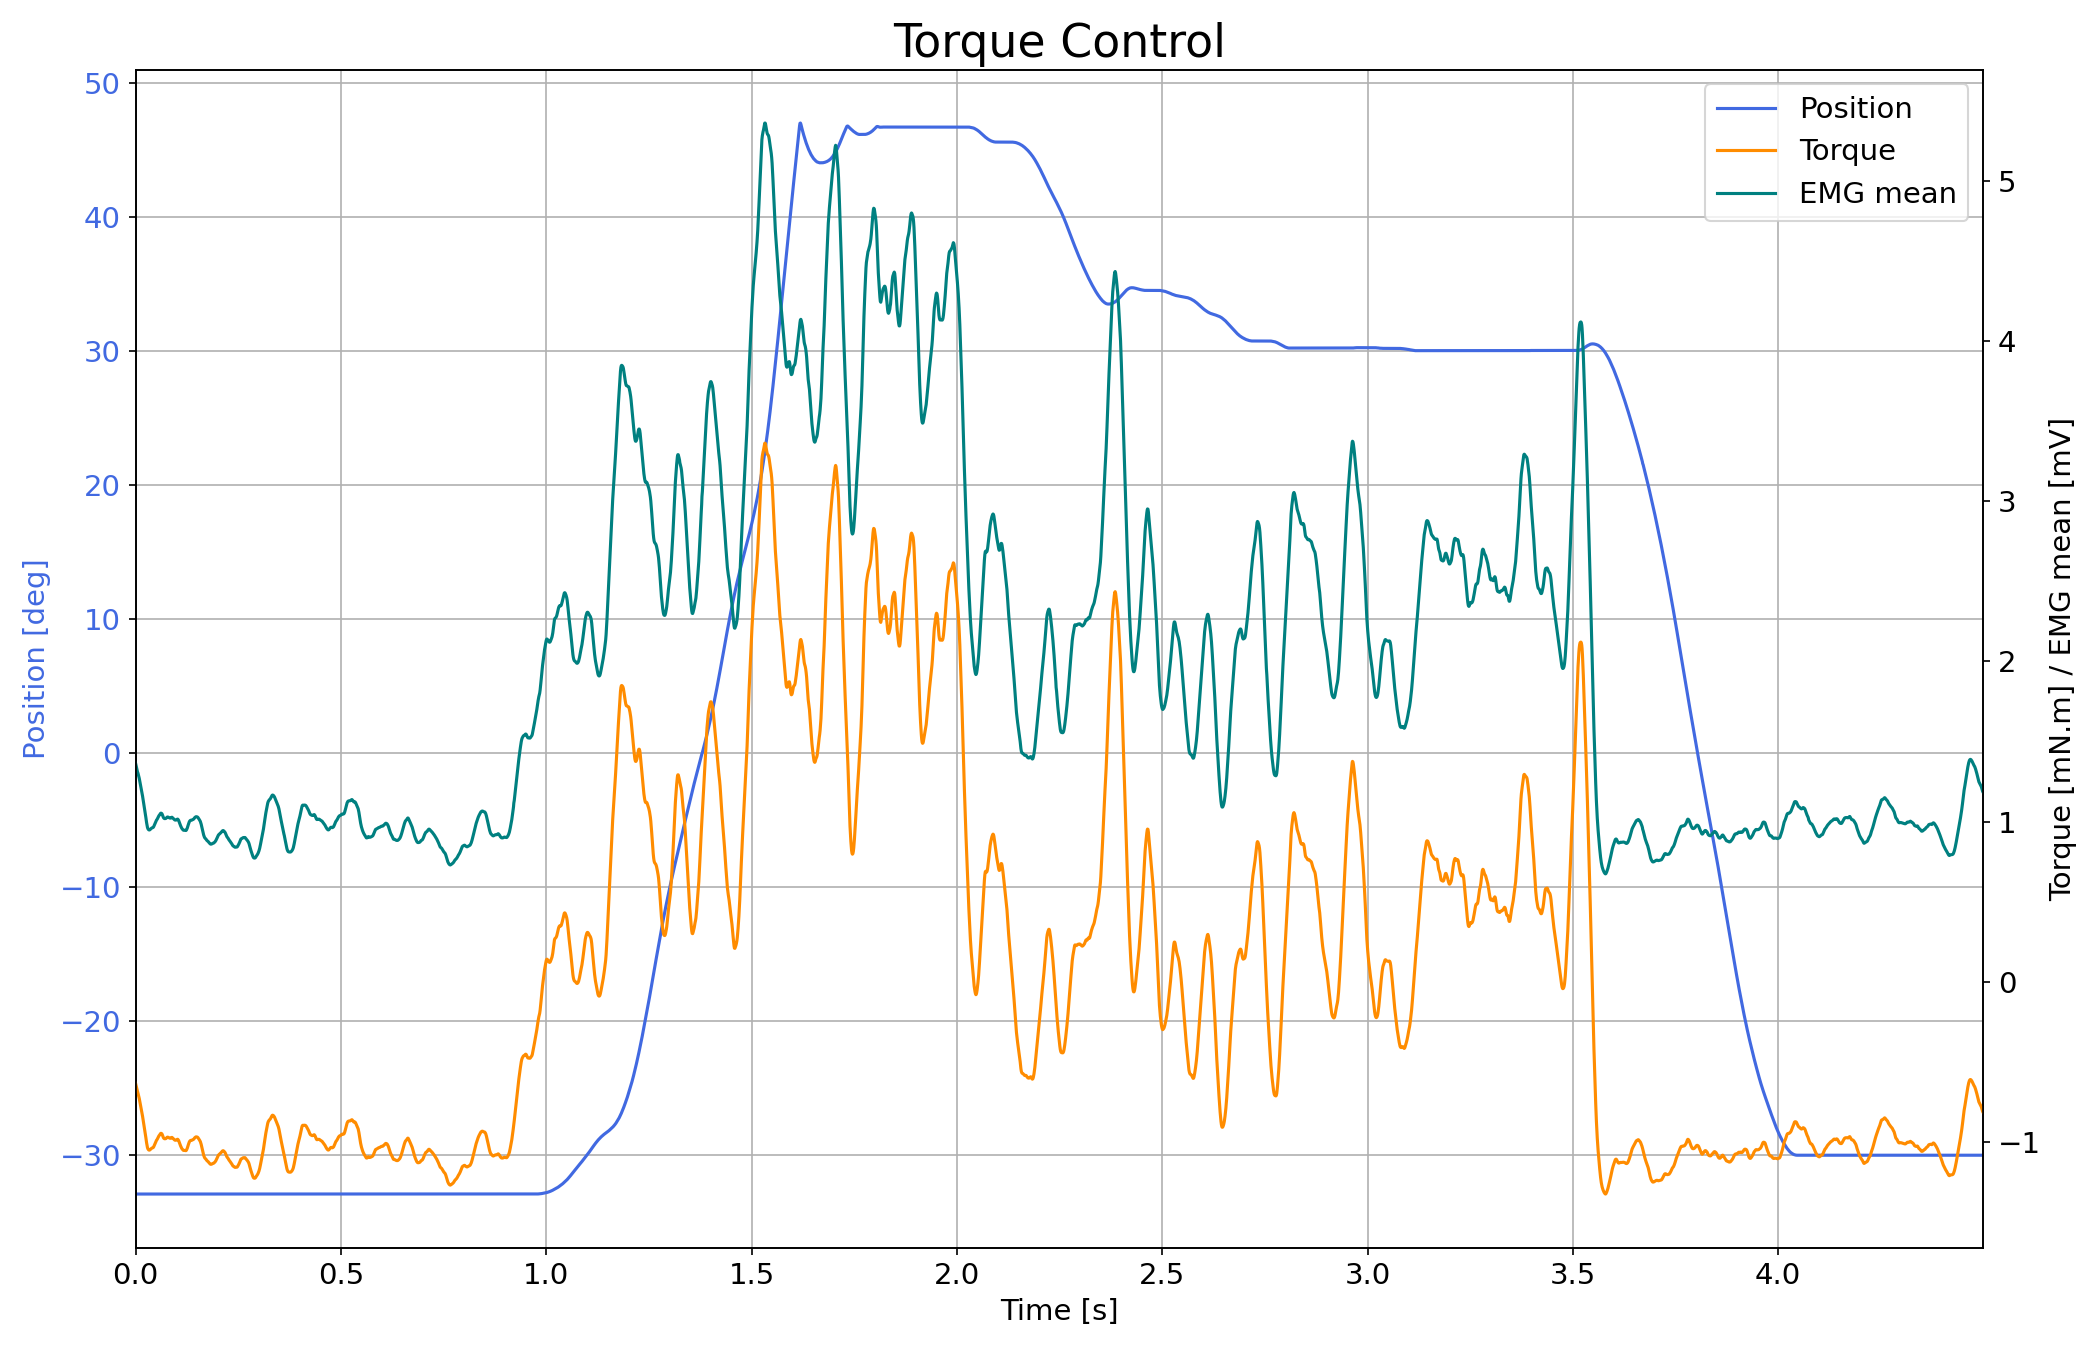 Torque Control
50
40
30
20
10
0
−10
−20
−30
Position [deg]
Position
Torque
EMG mean
5
4
3
2
1
0
−1
Torque [mN.m] / EMG mean [mV]
0.0 0.5 1.0 1.5 2.0 2.5 3.0 3.5 4.0
Time [s]